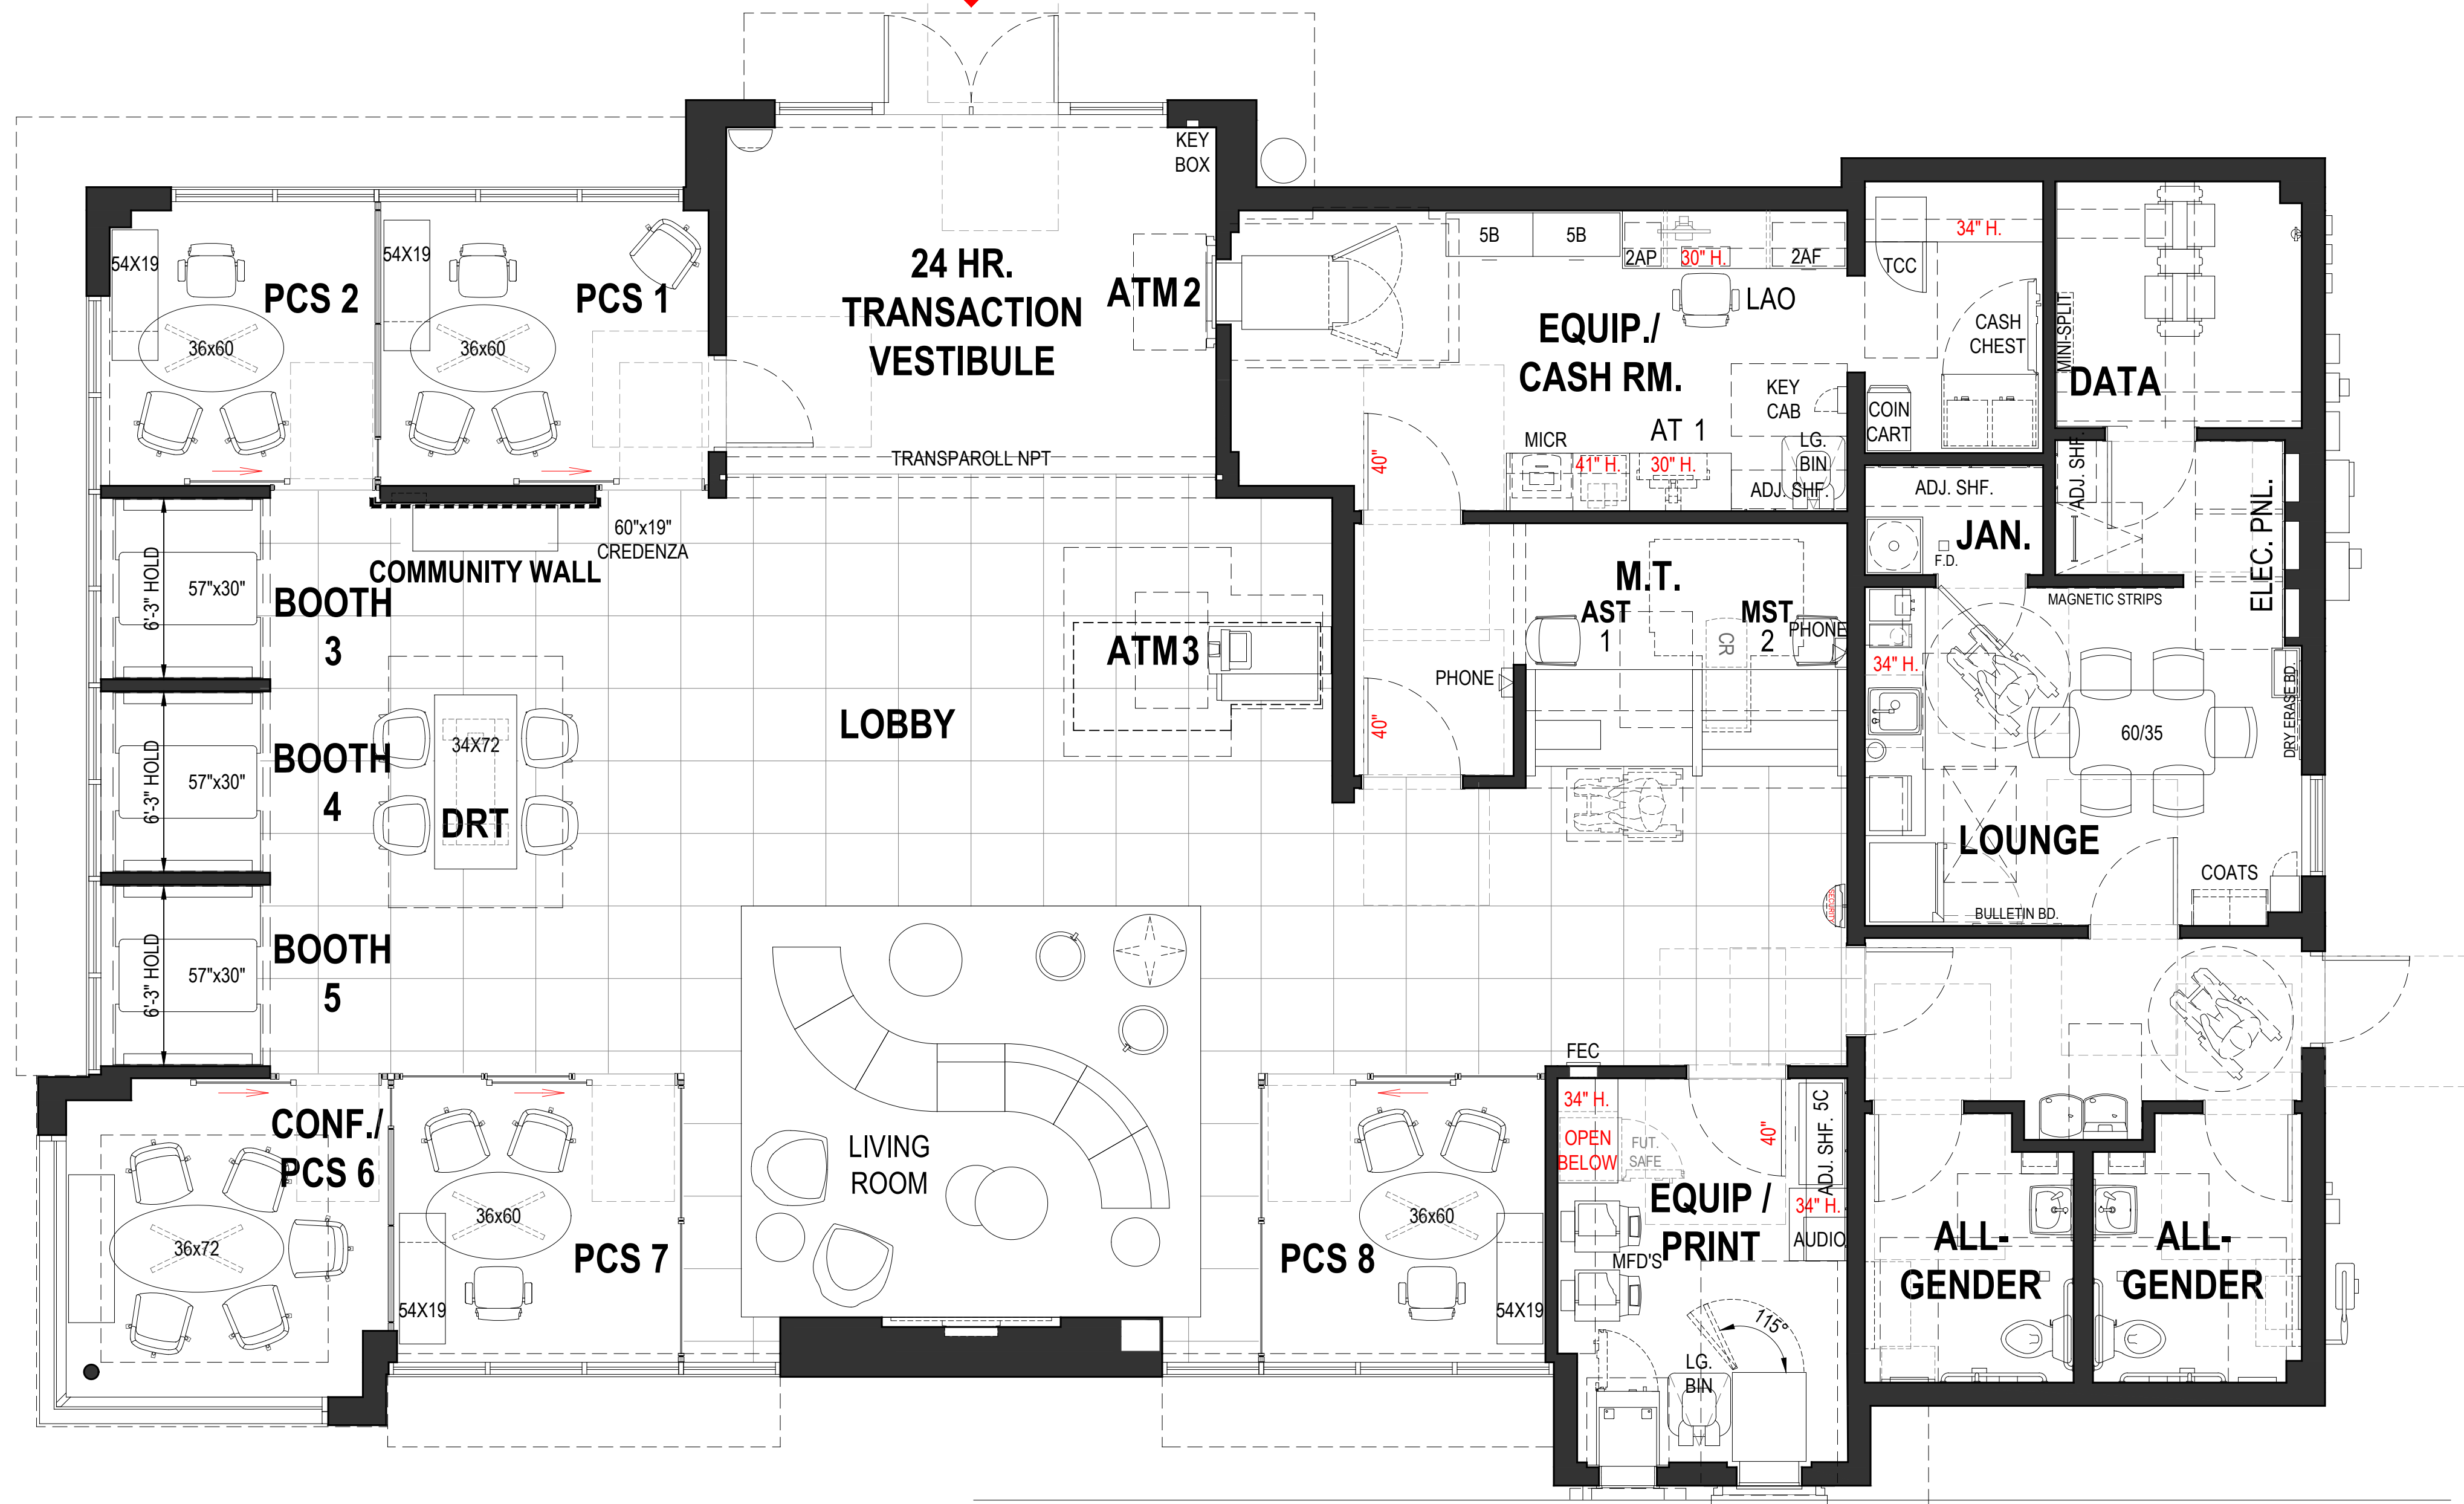 KEY
BOX
24 HR.
TRANSACTION
VESTIBULE
ATM 2
TRANSPAROLL NPT
54X19
PCS 2
36x60
54X19
PCS 1
36x60
5B
5B
2AP
30" H.
2AF
LAO
EQUIP./
CASH RM.
KEY
CAB
AT 1
MICR
41" H.
30" H.
LG.
BIN
ADJ. SHF.
40"
TCC
34" H.
CASH
CHEST
COIN
CART
MINI-SPLIT
DATA
ADJ. SHF.
ELEC. PNL.
ADJ. SHF.
JAN.
F.D.
MAGNETIC STRIPS
6'-3" HOLD
57"x30"
BOOTH
3
60"x19"
CREDENZA
COMMUNITY WALL
6'-3" HOLD
57"x30"
BOOTH
4
34X72
DRT
6'-3" HOLD
57"x30"
BOOTH
5
LOBBY
ATM 3
M.T.
AST
1
MST
2
CR
PHONE
PHONE
40"
SECURITY
34" H.
60/35
DRY ERASE BD.
LOUNGE
COATS
BULLETIN BD.
CONF./
PCS 6
36x72
36x60
PCS 7
54X19
LIVING
ROOM
36x60
PCS 8
54X19
FEC
34" H.
OPEN
BELOW
FUT.
SAFE
40"
ADJ. SHF. 5C
EQUIP /
PRINT
34" H.
AUDIO
MFD'S
115°
LG.
BIN
ALL-
GENDER
ALL-
GENDER